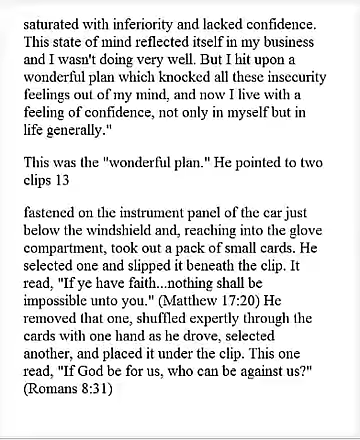 saturated with inferiority and lacked confidence.
This state of mind reflected itself in my business
and I wasn't doing very well. But I hit upon a
wonderful plan which knocked all these insecurity
feelings out of my mind, and now I live with a
feeling of confidence, not only in myself but in
life generally."
This was the "wonderful plan." He pointed to two
clips 13
fastened on the instrument panel of the car just
below the windshield and, reaching into the glove
compartment, took out a pack of small cards. He
selected one and slipped it beneath the clip. It
read, "If ye have faith...nothing shall be
impossible unto you." (Matthew 17:20) He
removed that one, shuffled expertly through the
cards with one hand as he drove, selected
another, and placed it under the clip. This one
read, "If God be for us, who can be against us?"
(Romans 8:31)